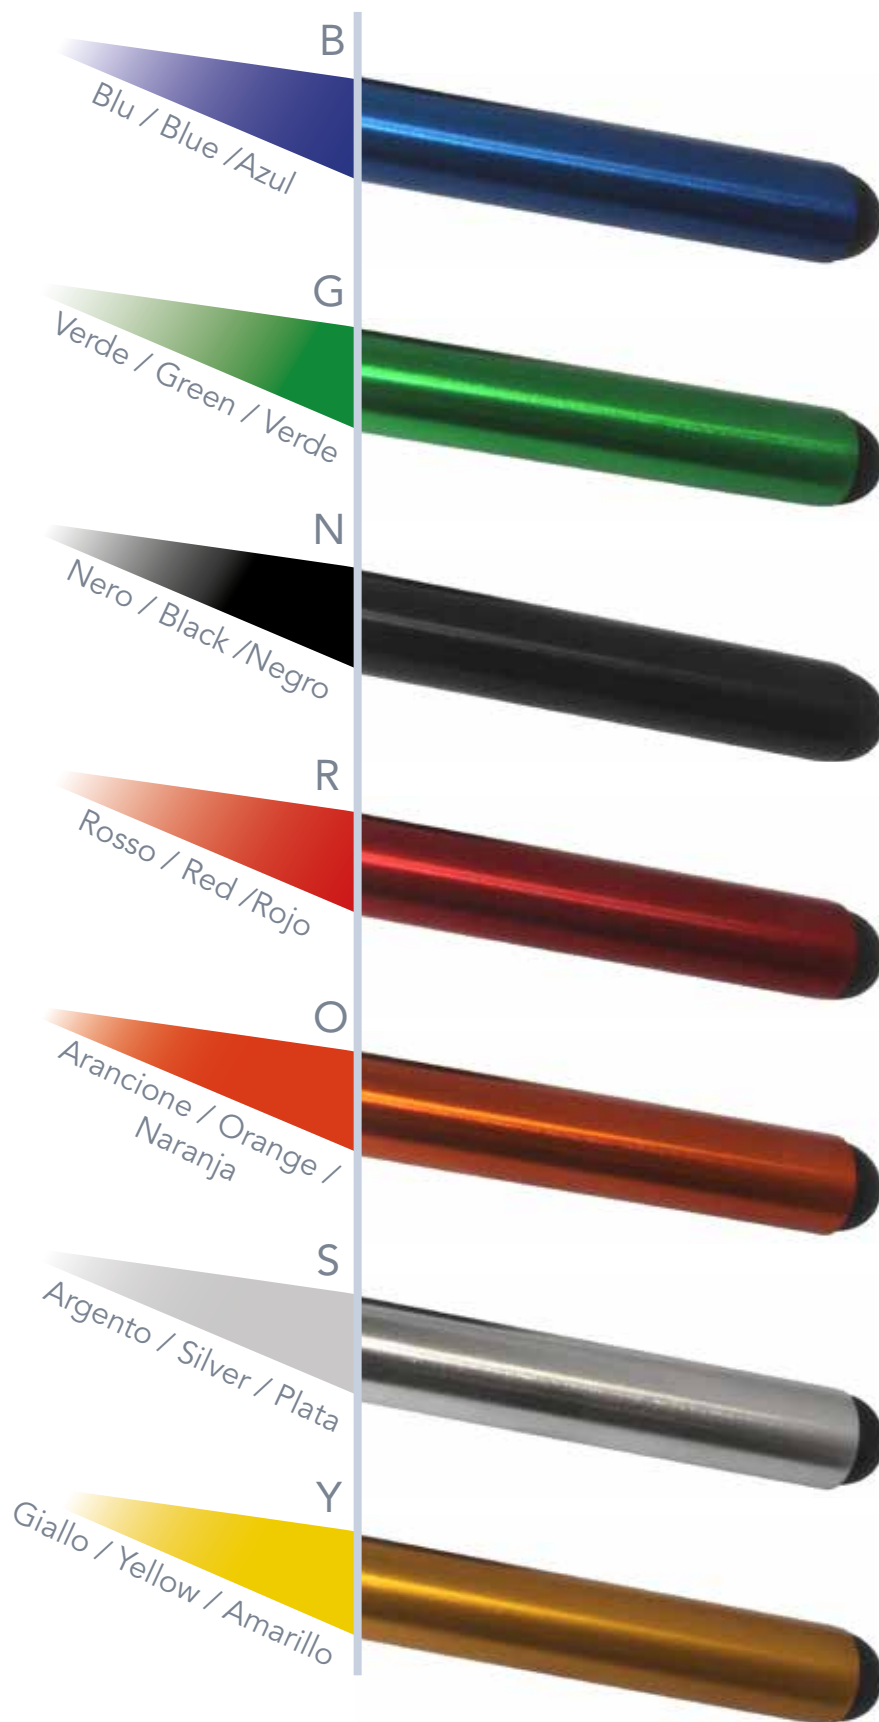 B
Blu / Blue /Azul
G
Verde / Green / Verde
N
Nero / Black /Negro
R
Rosso / Red /Rojo
O
Arancione / Orange /
Naranja
S
Argento / Silver / Plata
Y
Giallo / Yellow / Amarillo